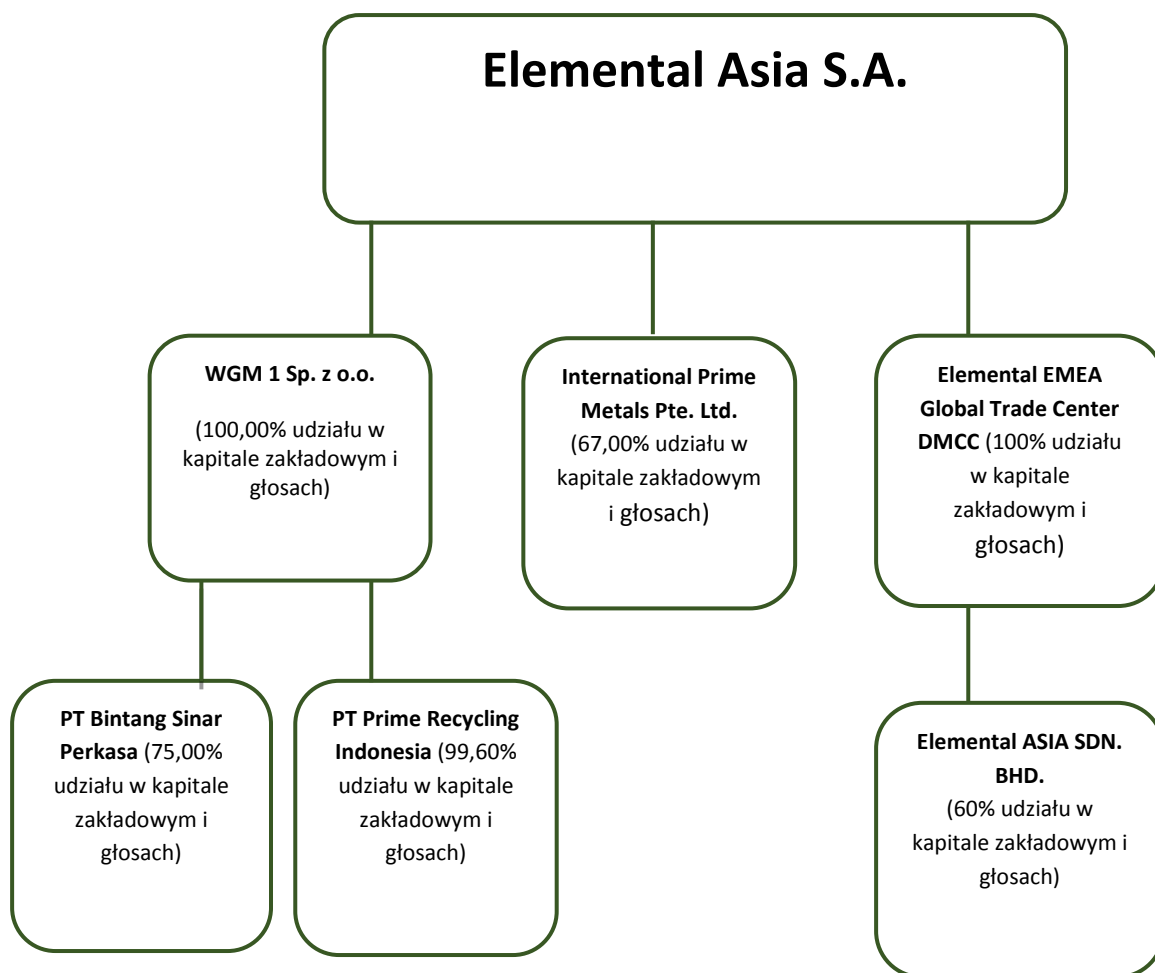 Elemental Asia S.A.
WGM 1 Sp. z o.o.
(100,00% udziału w
kapitale zakładowym i
głosach)
International Prime
Metals Pte. Ltd.
(67,00% udziału w
kapitale zakładowym
i głosach)
Elemental EMEA
Global Trade Center
DMCC (100% udziału
w kapitale
zakładowym i
głosach)
PT Bintang Sinar
Perkasa (75,00%
udziału w kapitale
zakładowym i
głosach)
PT Prime Recycling
Indonesia (99,60%
udziału w kapitale
zakładowym i
głosach)
Elemental ASIA SDN.
BHD.
(60% udziału w
kapitale zakładowym i
głosach)